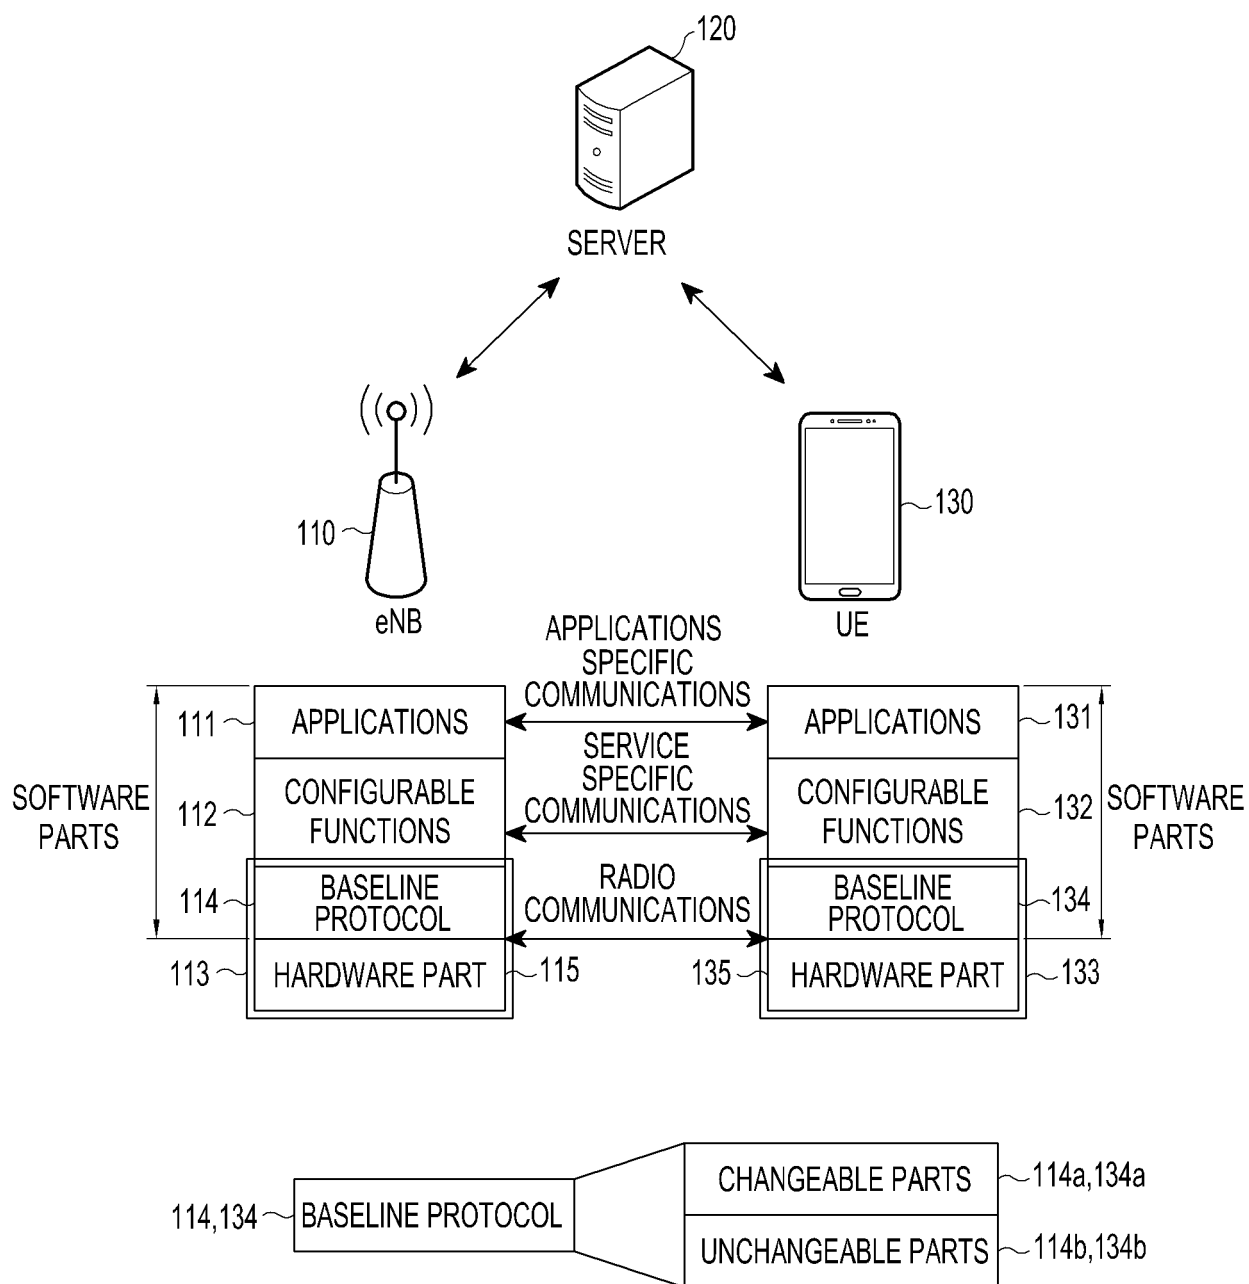 120
SERVER
110
130
eNB
UE
APPLICATIONS
SPECIFIC
COMMUNICATIONS
111
APPLICATIONS
APPLICATIONS
131
SERVICE
SPECIFIC
COMMUNICATIONS
SOFTWARE
PARTS
112
CONFIGURABLE
FUNCTIONS
CONFIGURABLE
FUNCTIONS
132
SOFTWARE
PARTS
114
BASELINE
PROTOCOL
RADIO
COMMUNICATIONS
BASELINE
PROTOCOL
134
113
HARDWARE PART
115
135
HARDWARE PART
133
114,134
BASELINE PROTOCOL
CHANGEABLE PARTS
114a,134a
UNCHANGEABLE PARTS
114b,134b